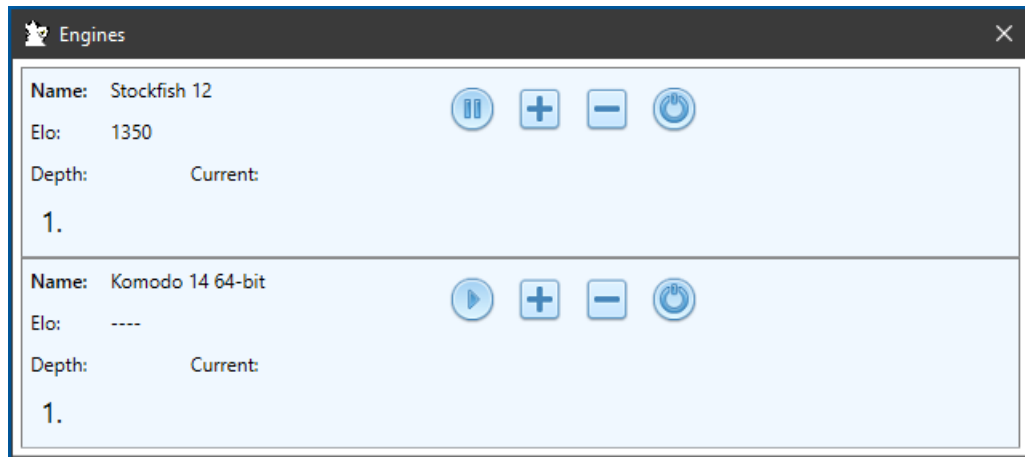 Engines
Name: Stockfish 12
Elo: 1350
Depth: Current:
1.
Name: Komodo 14 64-bit
Elo: ----
Depth: Current:
1.